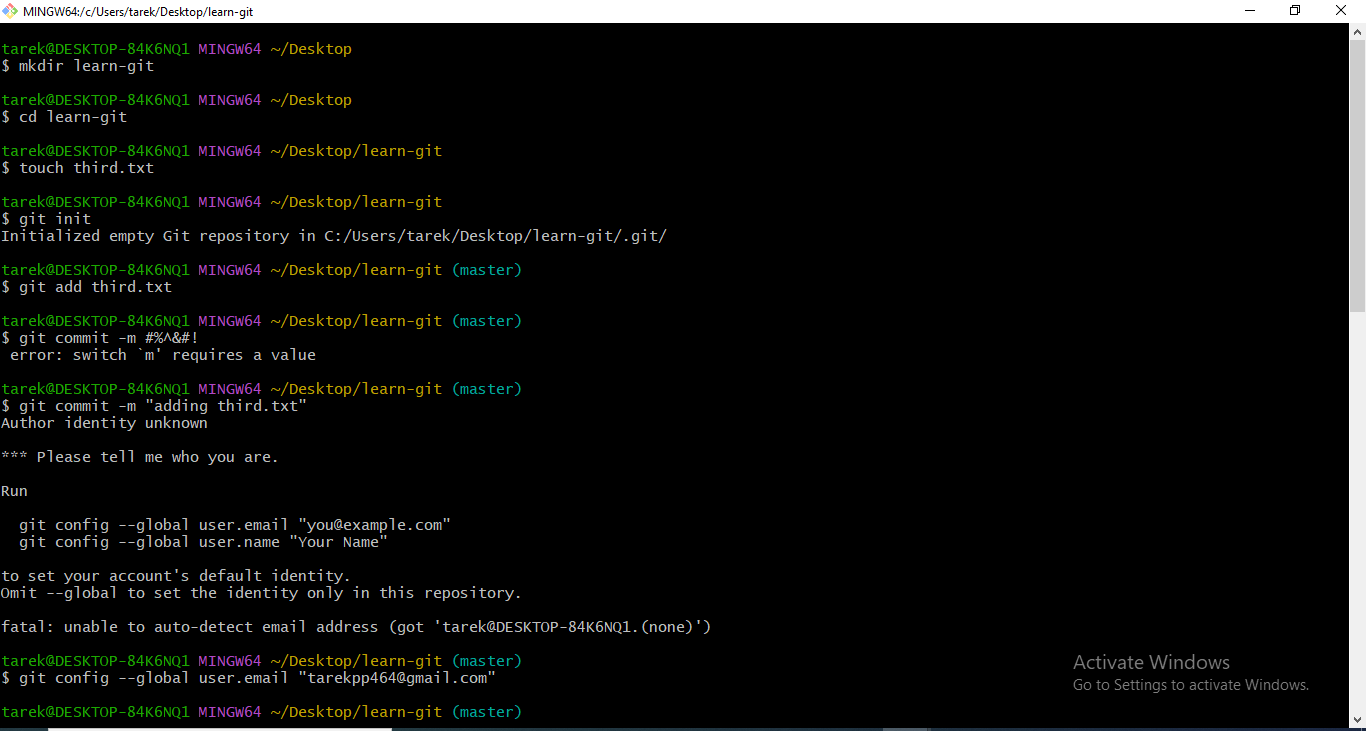 MINGW64:/c/Users/tarek/Desktop/learn-git
tarek@DESKTOP-84K6NQ1 MINGW64 ~/Desktop
$ mkdir learn-git
tarek@DESKTOP-84K6NQ1 MINGW64 ~/Desktop
$ cd learn-git
tarek@DESKTOP-84K6NQ1 MINGW64 ~/Desktop/learn-git
$ touch third.txt
tarek@DESKTOP-84K6NQ1 MINGW64 ~/Desktop/learn-git
$ git init
Initialized empty Git repository in C:/Users/tarek/Desktop/learn-git/.git/
tarek@DESKTOP-84K6NQ1 MINGW64 ~/Desktop/learn-git (master)
$ git add third.txt
tarek@DESKTOP-84K6NQ1 MINGW64 ~/Desktop/learn-git (master)
$ git commit -m #%^&#!
error: switch `m' requires a value
tarek@DESKTOP-84K6NQ1 MINGW64 ~/Desktop/learn-git (master)
$ git commit -m "adding third.txt"
Author identity unknown
*** Please tell me who you are.
Run
git config --global user.email "you@example.com"
git config --global user.name "Your Name"
to set your account's default identity.
Omit --global to set the identity only in this repository.
fatal: unable to auto-detect email address (got 'tarek@DESKTOP-84K6NQ1.(none)')
tarek@DESKTOP-84K6NQ1 MINGW64 ~/Desktop/learn-git (master)
$ git config --global user.email "tarekpp464@gmail.com"
tarek@DESKTOP-84K6NQ1 MINGW64 ~/Desktop/learn-git (master)
Activate Windows
Go to Settings to activate Windows.